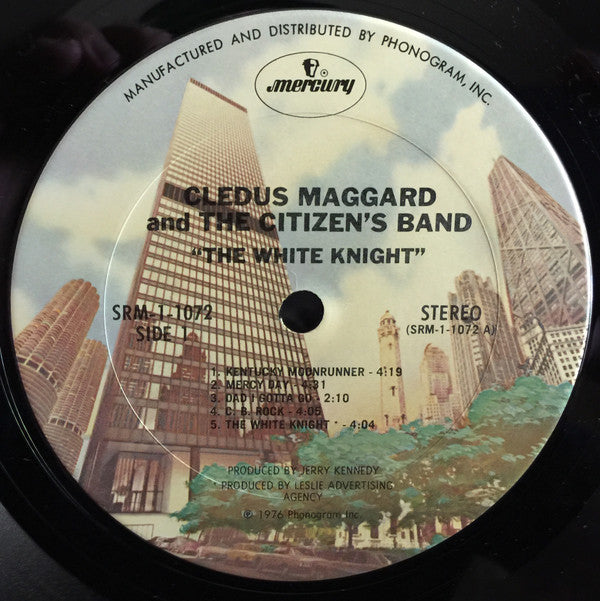 MANUFACTURED AND DISTRIBUTED BY PHONOGRAM, INC.
mercury
CLEDUS MAGGARD
and THE CITIZEN'S BAND
"THE WHITE KNIGHT"
SRM-1-1072
SIDE 1
STEREO
(SRM-1-1072 A)
1. KENTUCKY MOONRUNNER - 4:19
2. MERCY DAY - 4:31
3. DAD I GOTTA GO - 2:10
4. C. B. ROCK - 4:05
5. THE WHITE KNIGHT * - 4:04
PRODUCED BY JERRY KENNEDY
* PRODUCED BY LESLIE ADVERTISING
AGENCY
℗ 1976 Phonogram Inc.